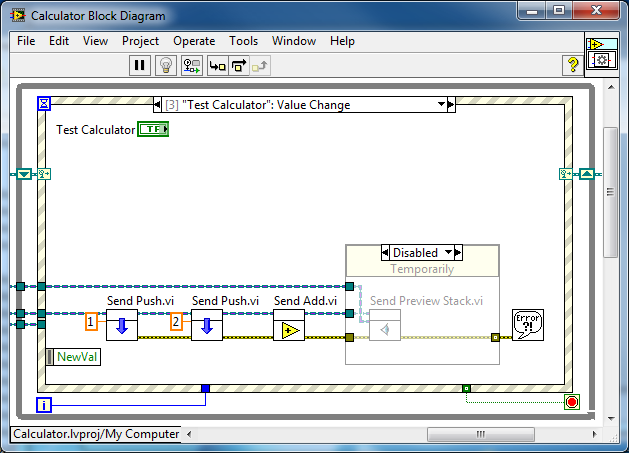 Calculator Block Diagram
File Edit View Project Operate Tools Window Help
?
[3] "Test Calculator": Value Change
Test Calculator TF
Disabled
Temporarily
Send Push.vi Send Push.vi Send Add.vi Send Preview Stack.vi
1 2 Error ?!
NewVal
i
Calculator.lvproj/My Computer